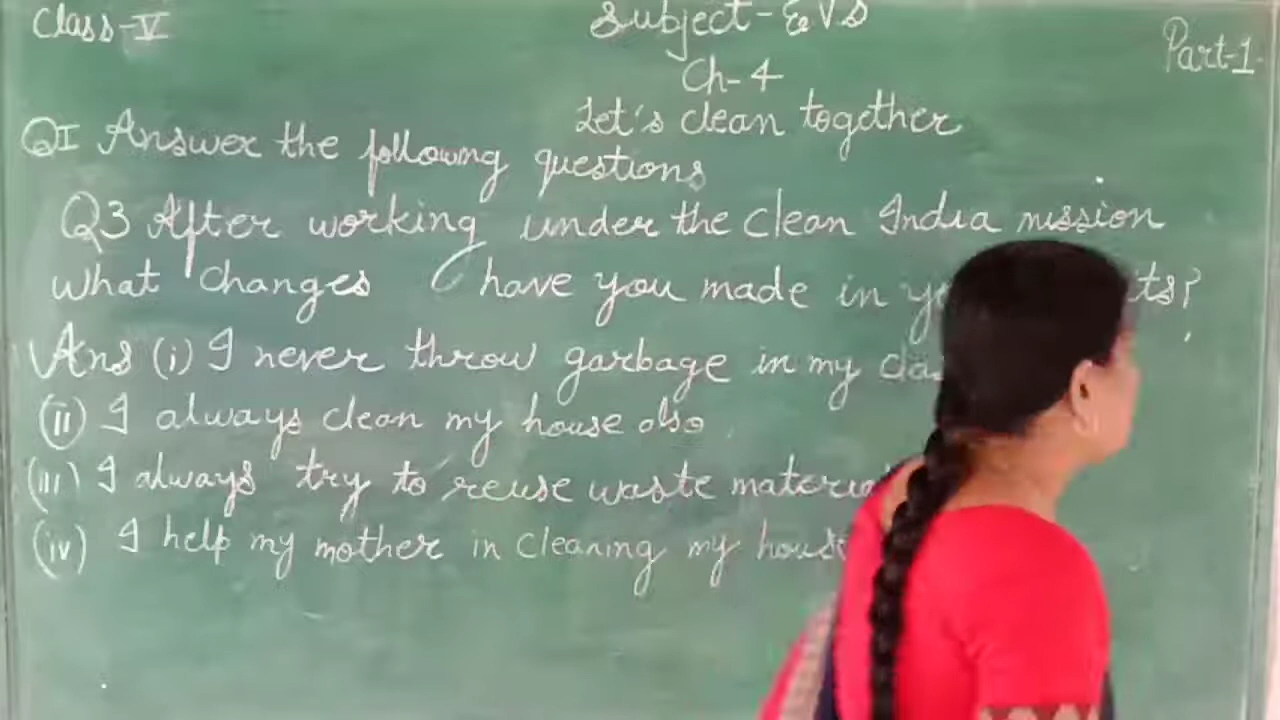 Class-V
Subject-EVS
Part-1
Ch-4
Let's clean together
QI Answer the following questions
Q3 After working under the clean India mission
what changes have you made in
Ans (i) I never throw garbage in my
(ii) I always clean my house also
(iii) I always try to reuse waste
(iv) I help my mother in cleaning my house